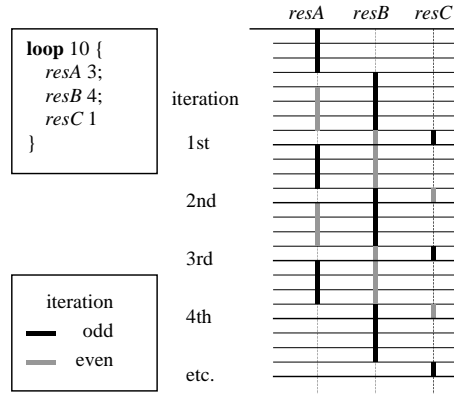 loop 10 {
resA 3;
resB 4;
resC 1
}
resA resB resC
iteration
1st
2nd
3rd
4th
etc.
iteration
odd
even